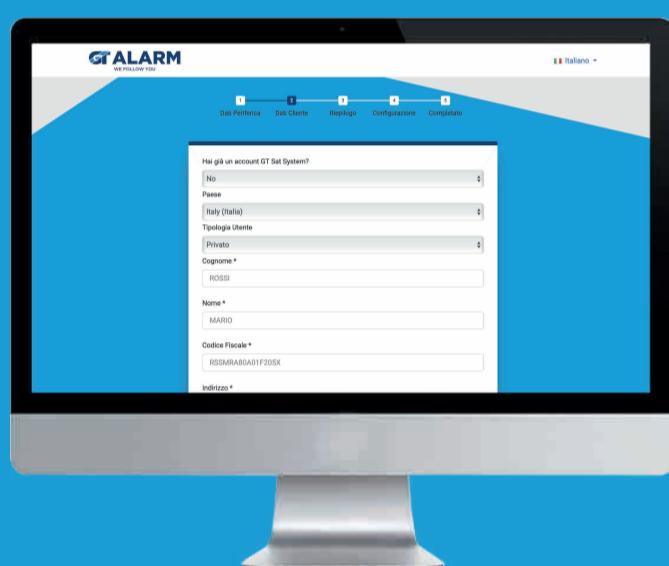 GT ALARM
WE FOLLOW YOU
Italiano
1 2 3 4 5
Dati Periferica Dati Cliente Riepilogo Configurazione Completato
Hai già un account GT Sat System?
No
Paese
Italy (Italia)
Tipologia Utente
Privato
Cognome *
ROSSI
Nome *
MARIO
Codice Fiscale *
RSSMRA80A01F205X
Indirizzo *